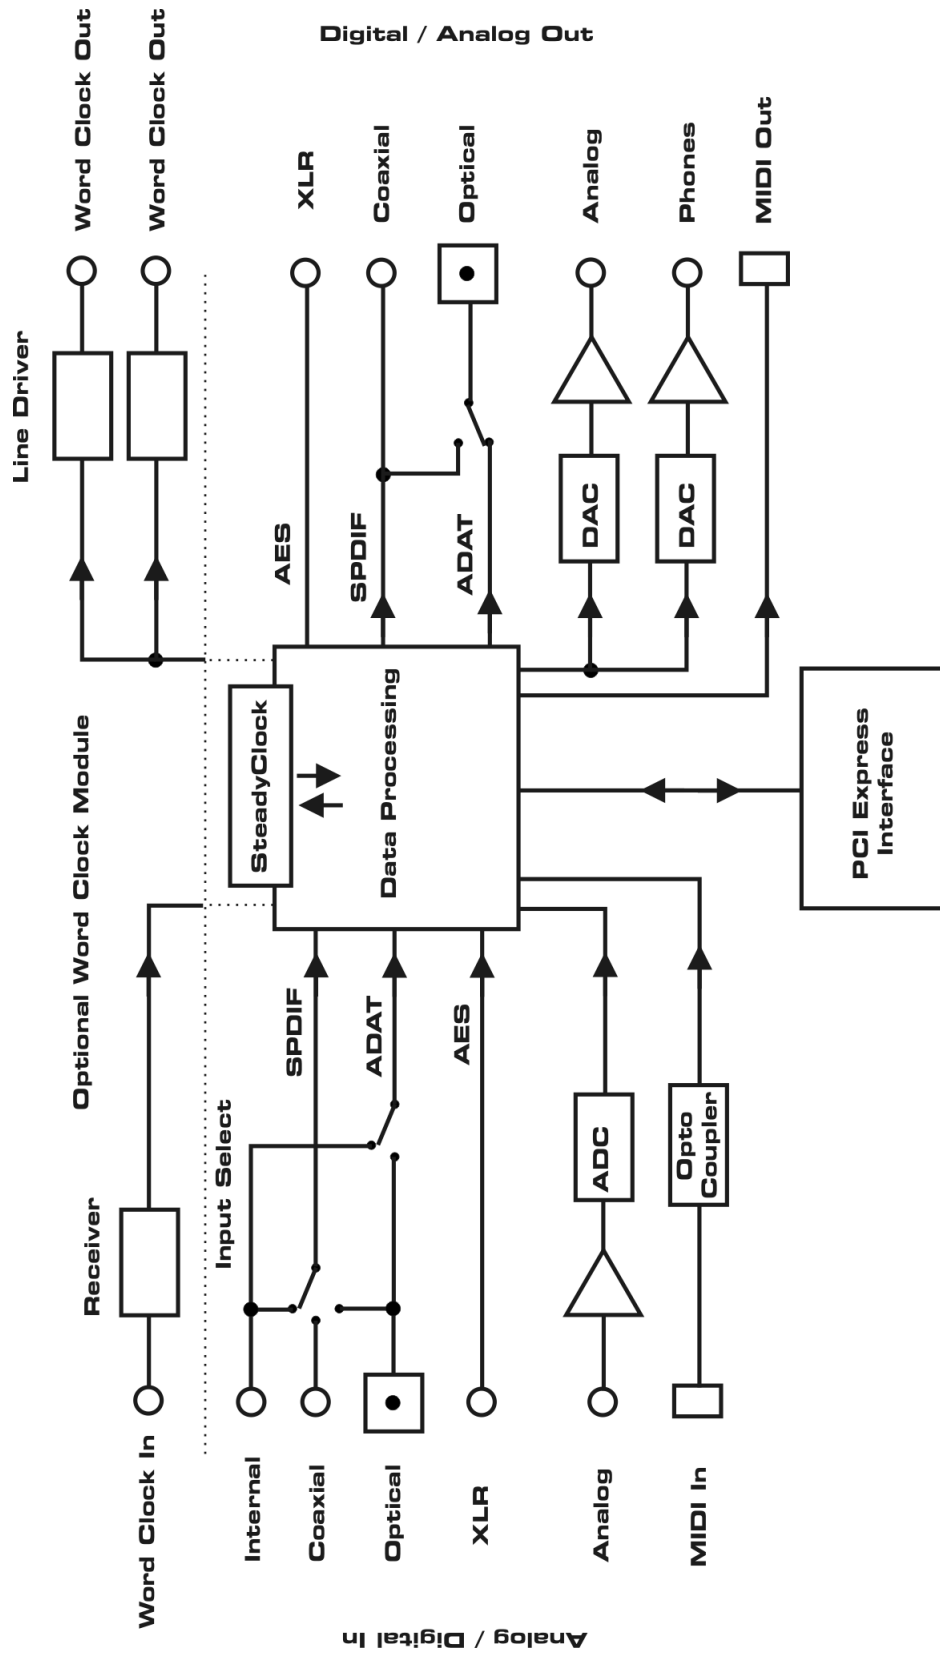 Digital / Analog Out
Word Clock Out
Word Clock Out
XLR
Coaxial
Optical
Analog
Phones
MIDI Out
Line Driver
AES
SPDIF
ADAT
DAC
DAC
Optional Word Clock Module
SteadyClock
Data Processing
PCI Express
Interface
Receiver
Input Select
SPDIF
ADAT
AES
ADC
Opto
Coupler
Word Clock In
Internal
Coaxial
Optical
XLR
Analog
MIDI In
Analog / Digital In